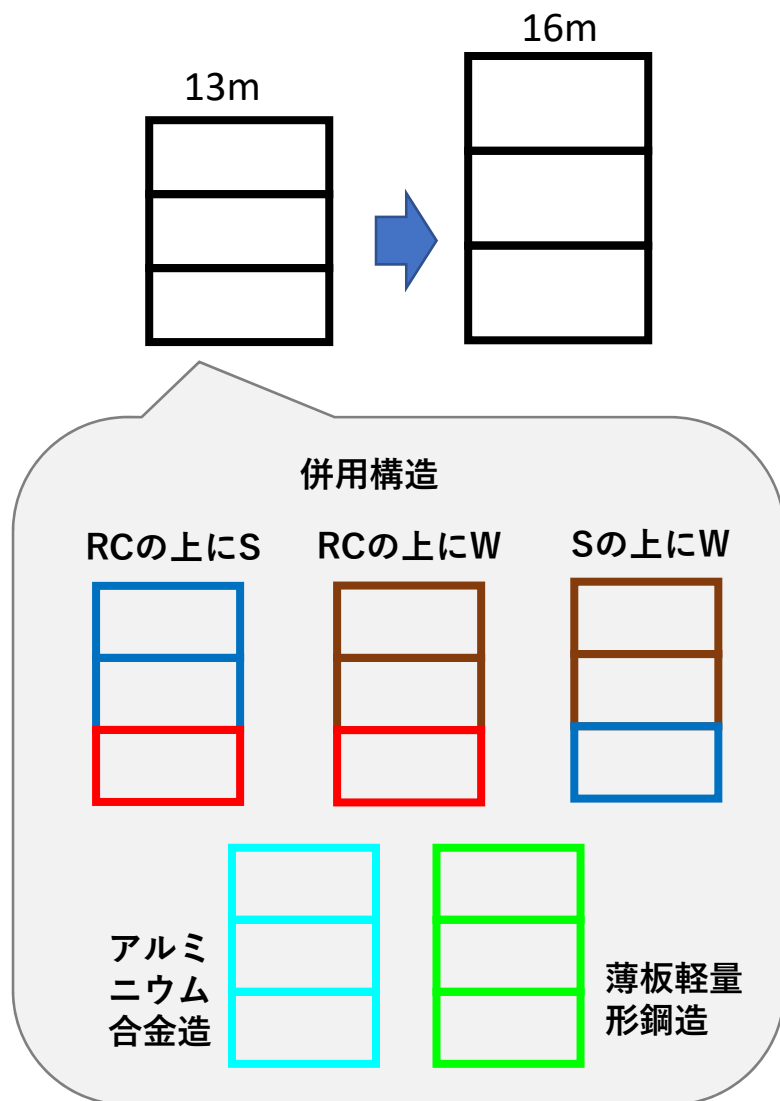 13m
16m
併用構造
RCの上にS
RCの上にW
Sの上にW
アルミ
ニウム
合金造
薄板軽量
形鋼造